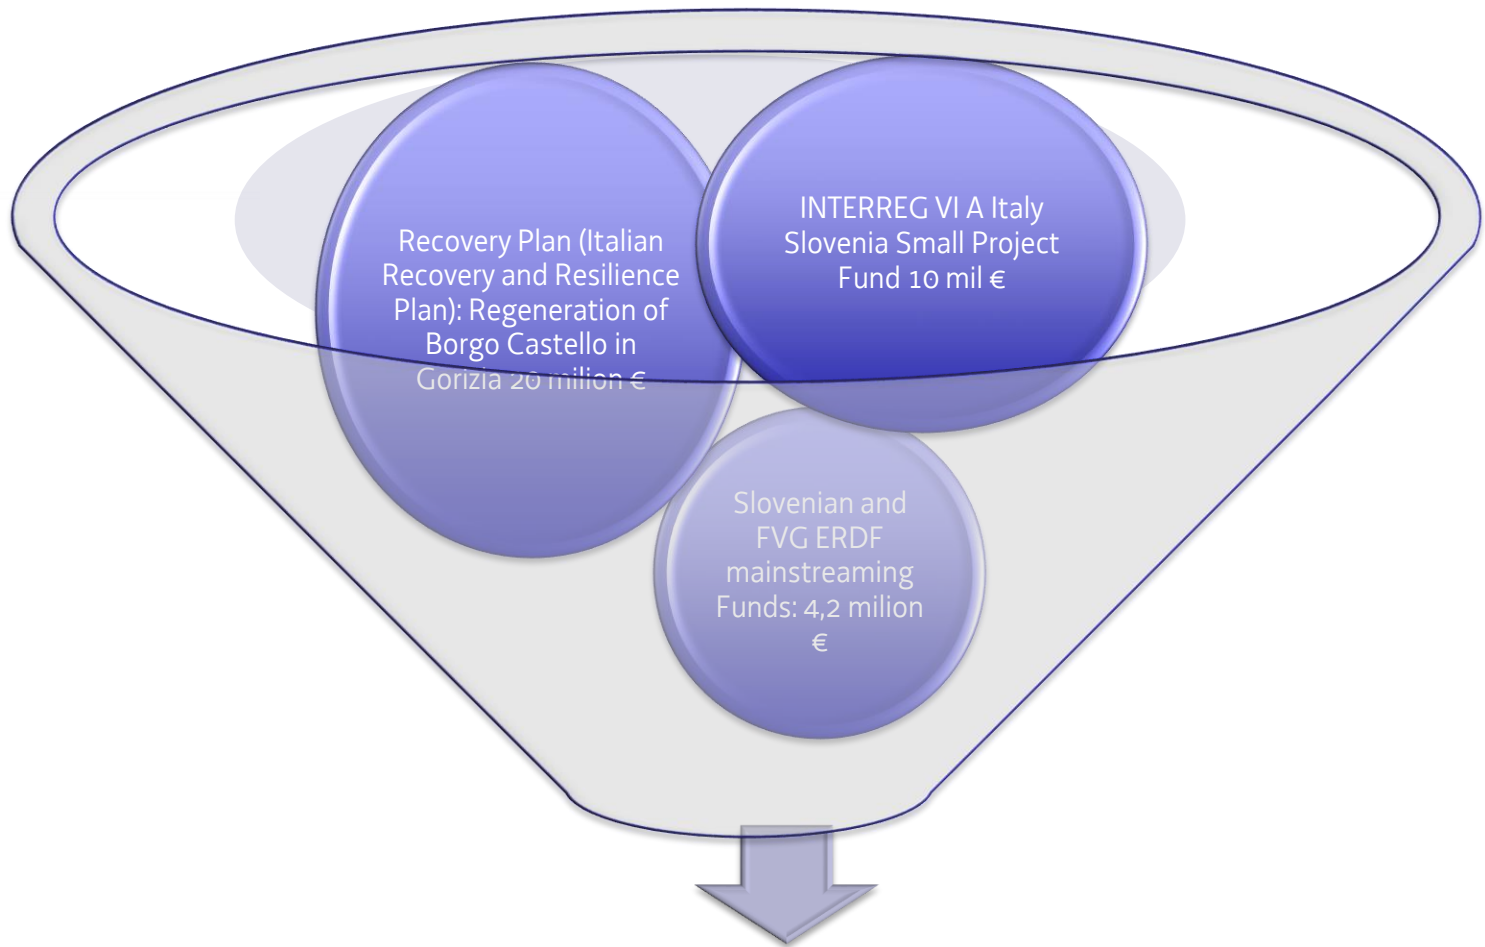 Recovery Plan (Italian
Recovery and Resilience
Plan): Regeneration of
Borgo Castello in
Gorizia 20 milion €
INTERREG VI A Italy
Slovenia Small Project
Fund 10 mil €
Slovenian and
FVG ERDF
mainstreaming
Funds: 4,2 milion
€